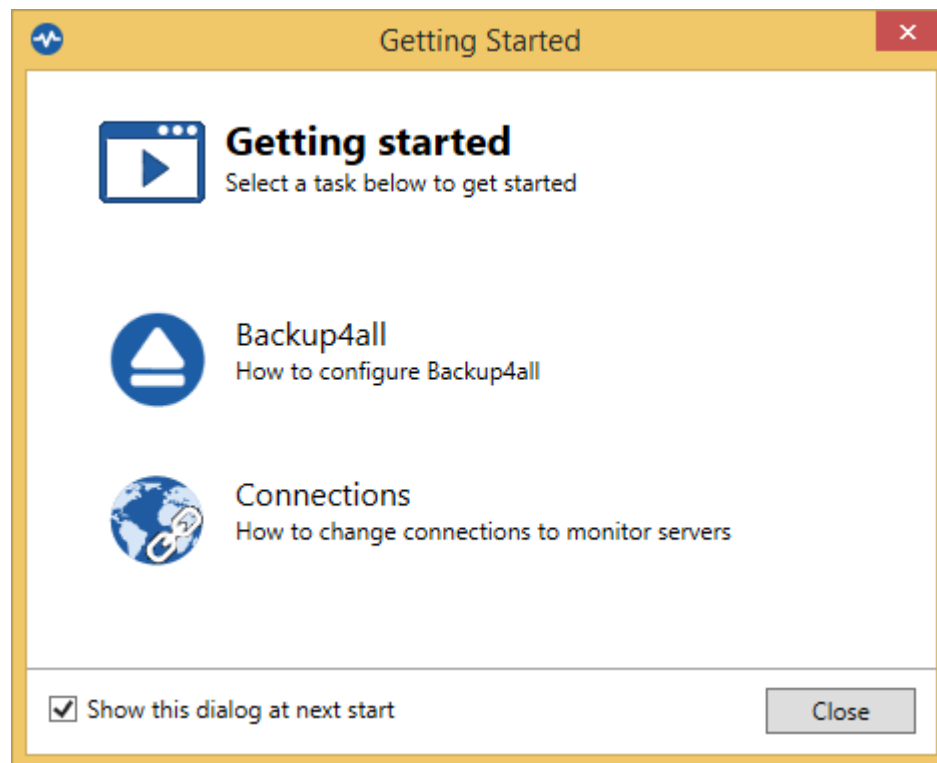 Getting Started
Getting started
Select a task below to get started
Backup4all
How to configure Backup4all
Connections
How to change connections to monitor servers
Show this dialog at next start
Close